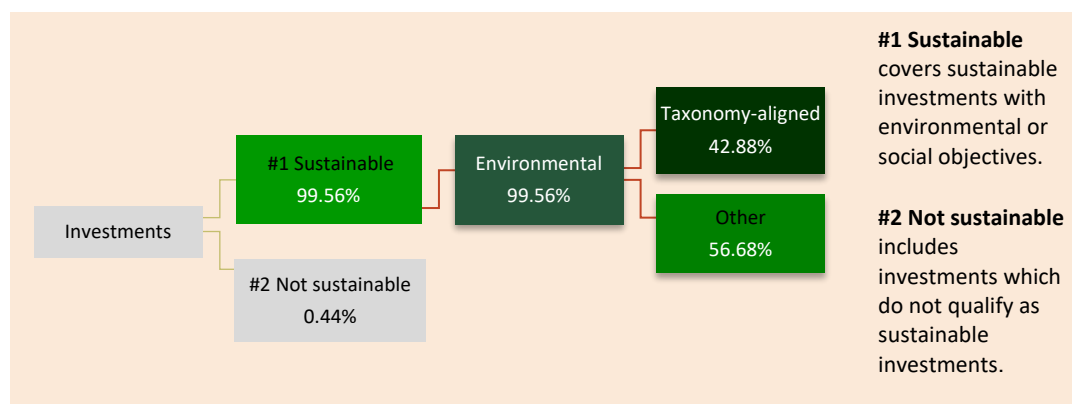 Investments
#1 Sustainable
99.56%
#2 Not sustainable
0.44%
Environmental
99.56%
Taxonomy-aligned
42.88%
Other
56.68%
#1 Sustainable
covers sustainable
investments with
environmental or
social objectives.
#2 Not sustainable
includes
investments which
do not qualify as
sustainable
investments.